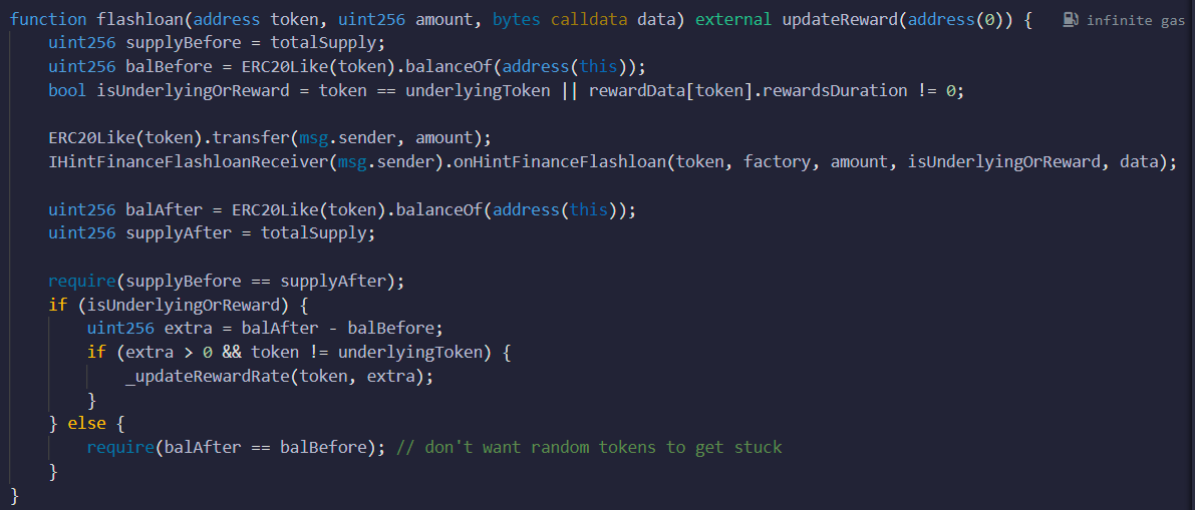 function flashloan(address token, uint256 amount, bytes calldata data) external updateReward(address(0)) { infinite gas
    uint256 supplyBefore = totalSupply;
    uint256 balBefore = ERC20Like(token).balanceOf(address(this));
    bool isUnderlyingOrReward = token == underlyingToken || rewardData[token].rewardsDuration != 0;

    ERC20Like(token).transfer(msg.sender, amount);
    IHintFinanceFlashloanReceiver(msg.sender).onHintFinanceFlashloan(token, factory, amount, isUnderlyingOrReward, data);

    uint256 balAfter = ERC20Like(token).balanceOf(address(this));
    uint256 supplyAfter = totalSupply;

    require(supplyBefore == supplyAfter);
    if (isUnderlyingOrReward) {
        uint256 extra = balAfter - balBefore;
        if (extra > 0 && token != underlyingToken) {
            _updateRewardRate(token, extra);
        }
    } else {
        require(balAfter == balBefore); // don't want random tokens to get stuck
    }
}